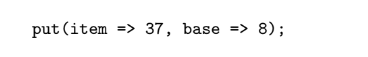 put(item => 37, base => 8);